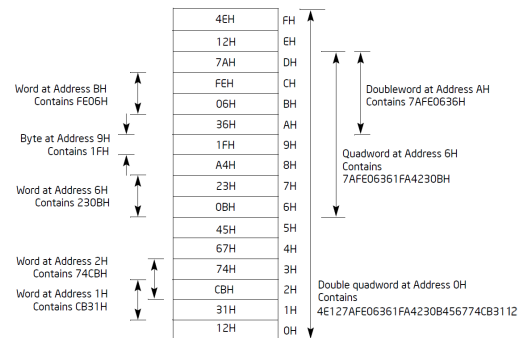 4EH FH
12H EH
7AH DH
FEH CH
Word at Address BH
Contains FE06H
Doubleword at Address AH
Contains 7AFE0636H
06H BH
36H AH
Byte at Address 9H
Contains 1FH
1FH 9H
A4H 8H
Quadword at Address 6H
Contains
7AFE06361FA4230BH
Word at Address 6H
Contains 230BH
23H 7H
0BH 6H
45H 5H
67H 4H
Word at Address 2H
Contains 74CBH
74H 3H
CBH 2H
Word at Address 1H
Contains CB31H
31H 1H
12H 0H
Double quadword at Address 0H
Contains
4E127AFE06361FA4230B456774CB3112